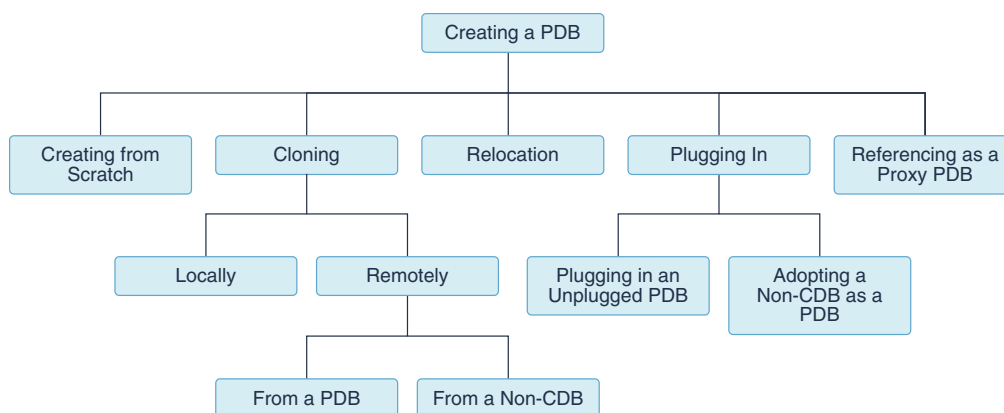 Creating a PDB
Creating from
Scratch
Cloning
Relocation
Plugging In
Referencing as a
Proxy PDB
Locally
Remotely
Plugging in an
Unplugged PDB
Adopting a
Non-CDB as a
PDB
From a PDB
From a Non-CDB